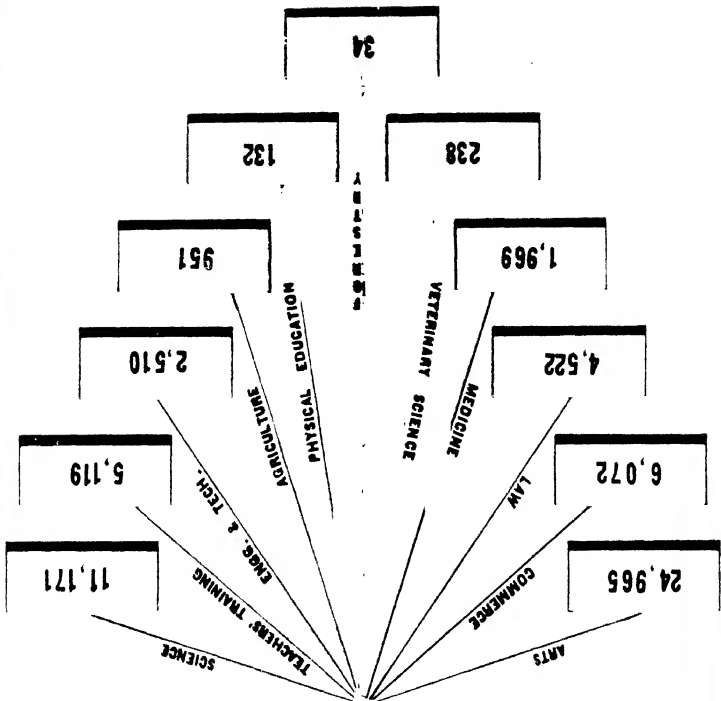 ARTS
SCIENCE
COMMERCE
TEACHERS' TRAINING
24,965
11,171
LAW
ENGG. & TECH.
6,072
5,119
MEDICINE
AGRICULTURE
VETERINARY SCIENCE
PHYSICAL EDUCATION
4,522
2,510
1,969
951
FORESTRY
238
132
34